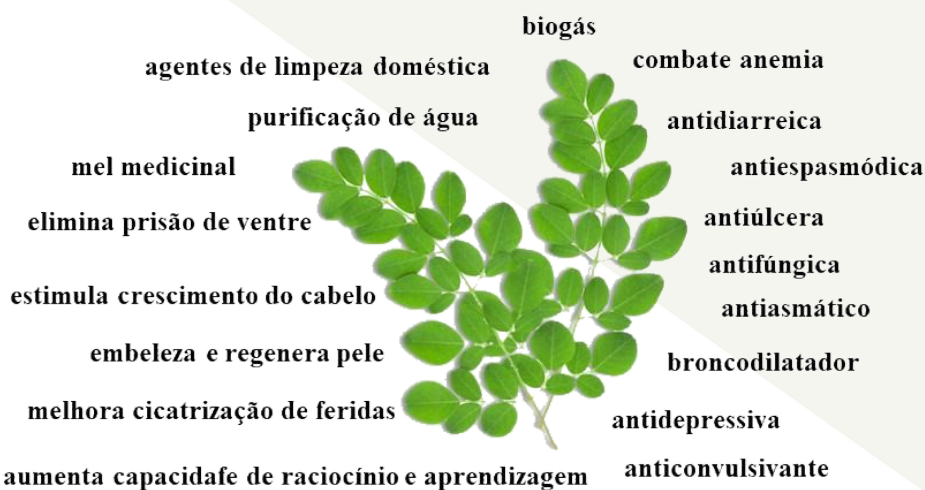 biogás
agentes de limpeza doméstica
combate anemia
purificação de água
antidiarreica
mel medicinal
antiespasmódica
elimina prisão de ventre
antiúlcera
antifúngica
estimula crescimento do cabelo
antiasmático
embeleza e regenera pele
broncodilatador
melhora cicatrização de feridas
antidepressiva
aumenta capacidafe de raciocínio e aprendizagem
anticonvulsivante